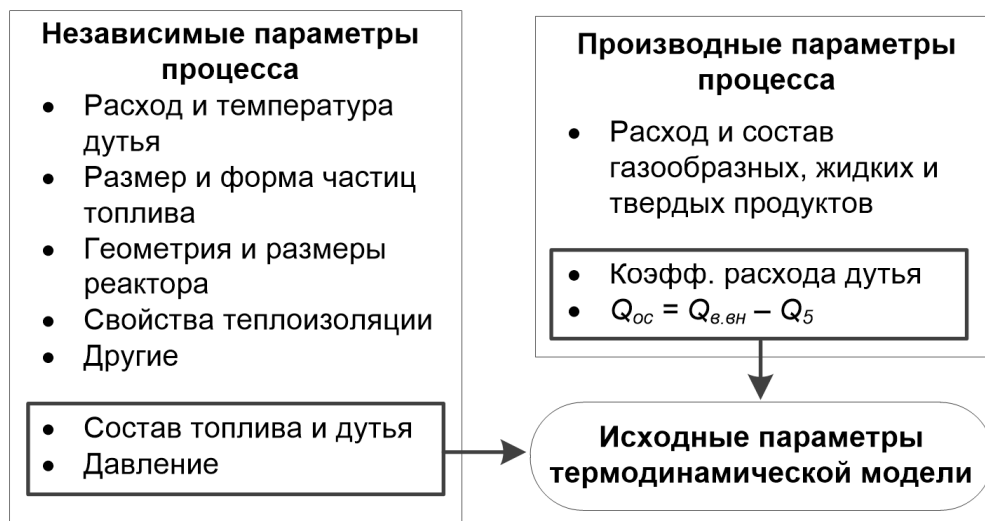 Независимые параметры
процесса
• Расход и температура
дутья
• Размер и форма частиц
топлива
• Геометрия и размеры
реактора
• Свойства теплоизоляции
• Другие
• Состав топлива и дутья
• Давление
Производные параметры
процесса
• Расход и состав
газообразных, жидких и
твердых продуктов
• Коэфф. расхода дутья
• Qос = Qв.вн – Q5
Исходные параметры
термодинамической модели